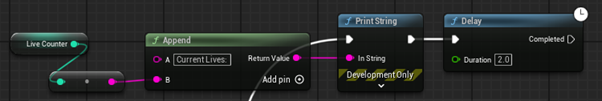 Live Counter
Append
A Current Lives:
B
Return Value
Add pin
Print String
In String
Development Only
Delay
Completed
Duration 2.0